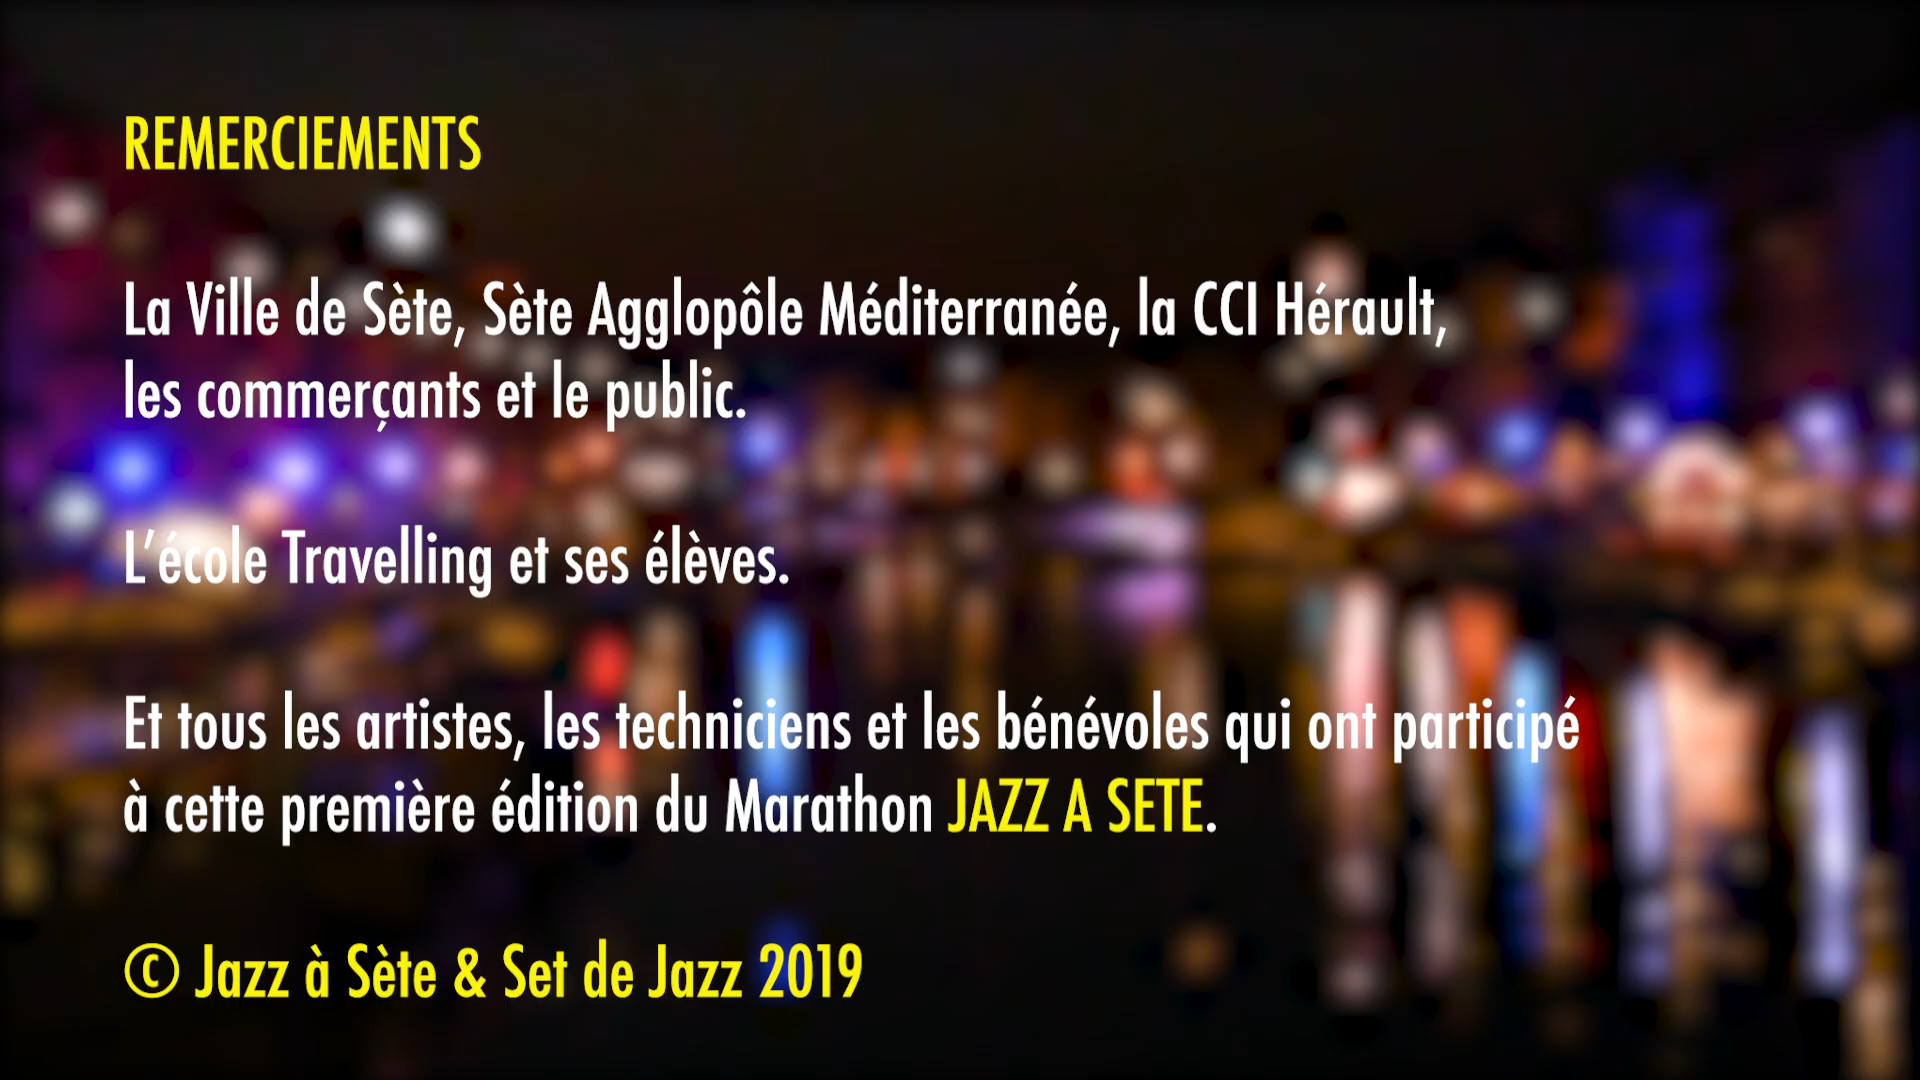 REMERCIEMENTS
La Ville de Sète, Sète Agglopôle Méditerranée, la CCI Hérault,
les commerçants et le public.
L’école Travelling et ses élèves.
Et tous les artistes, les techniciens et les bénévoles qui ont participé
à cette première édition du Marathon JAZZ A SETE.
© Jazz à Sète & Set de Jazz 2019